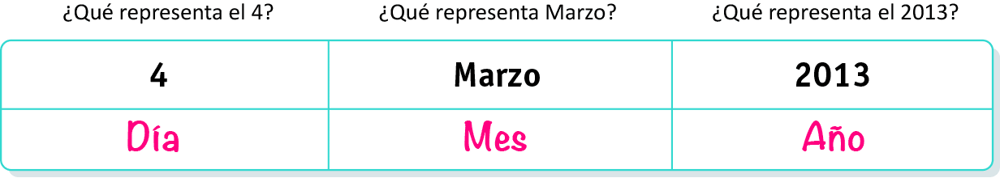 ¿Qué representa el 4? ¿Qué representa Marzo? ¿Qué representa el 2013?
4 Marzo 2013
Día Mes Año